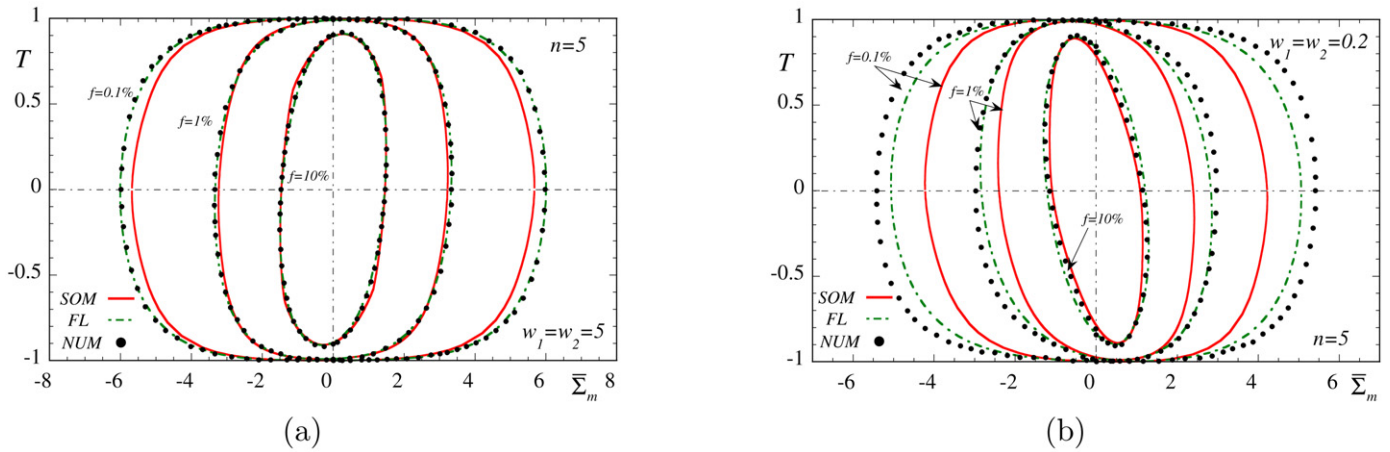 1
T
n=5
0.5
f=0.1%
f=1%
f=10%
0
-0.5
SOM
FL
NUM
w₁=w₂=5
-1
-8 -6 -4 -2 0 2 4 6 8
Σ̅ₘ
(a)
1
T
w₁=w₂=0.2
f=0.1%
0.5
f=1%
0
f=10%
-0.5
SOM
FL
NUM
n=5
-1
-6 -4 -2 0 2 4 6
Σ̅ₘ
(b)